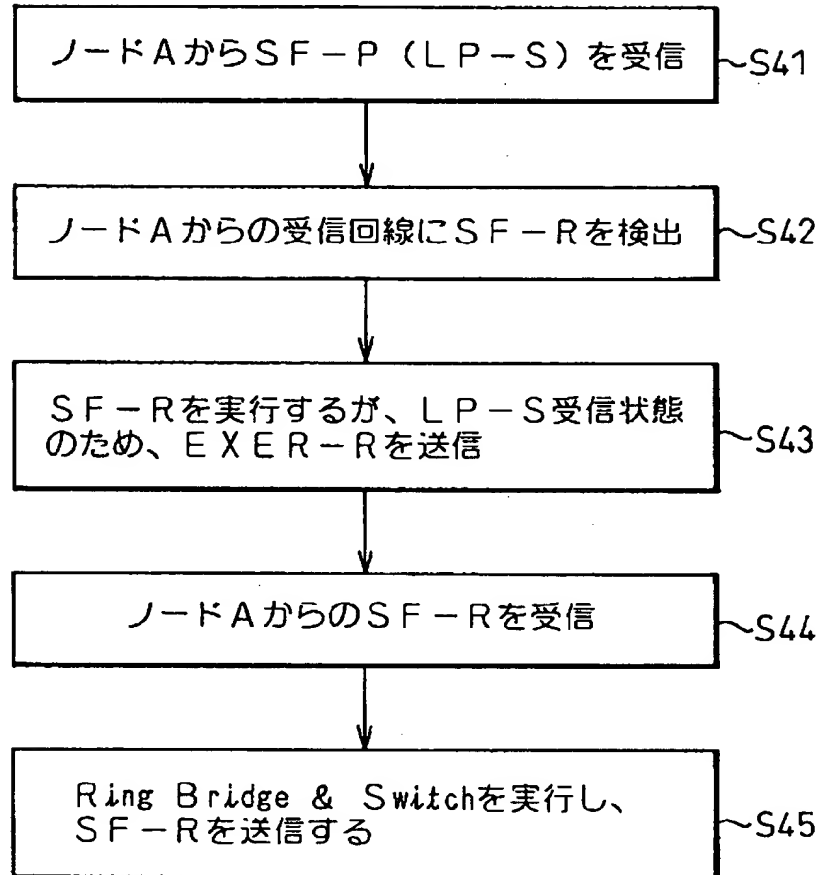 ノードAからSF-P(LP-S)を受信
~S41
ノードAからの受信回線にSF-Rを検出
~S42
SF-Rを実行するが、LP-S受信状態
のため、EXER-Rを送信
~S43
ノードAからのSF-Rを受信
~S44
Ring Bridge & Switchを実行し、
SF-Rを送信する
~S45